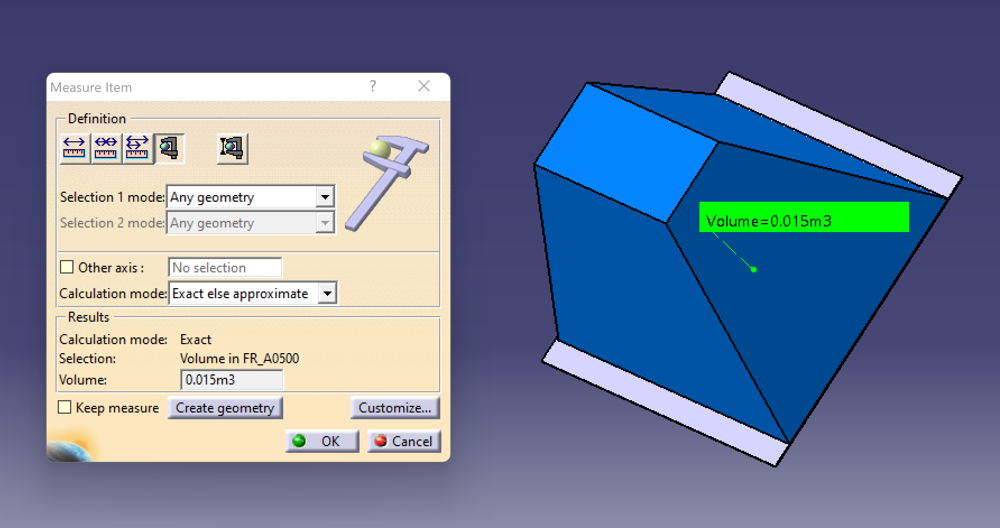 Measure Item ?
Definition
Selection 1 mode: Any geometry
Selection 2 mode: Any geometry
Other axis : No selection
Calculation mode: Exact else approximate
Results
Calculation mode: Exact
Selection: Volume in FR_A0500
Volume: 0.015m3
Keep measure Create geometry Customize...
OK Cancel
Volume=0.015m3